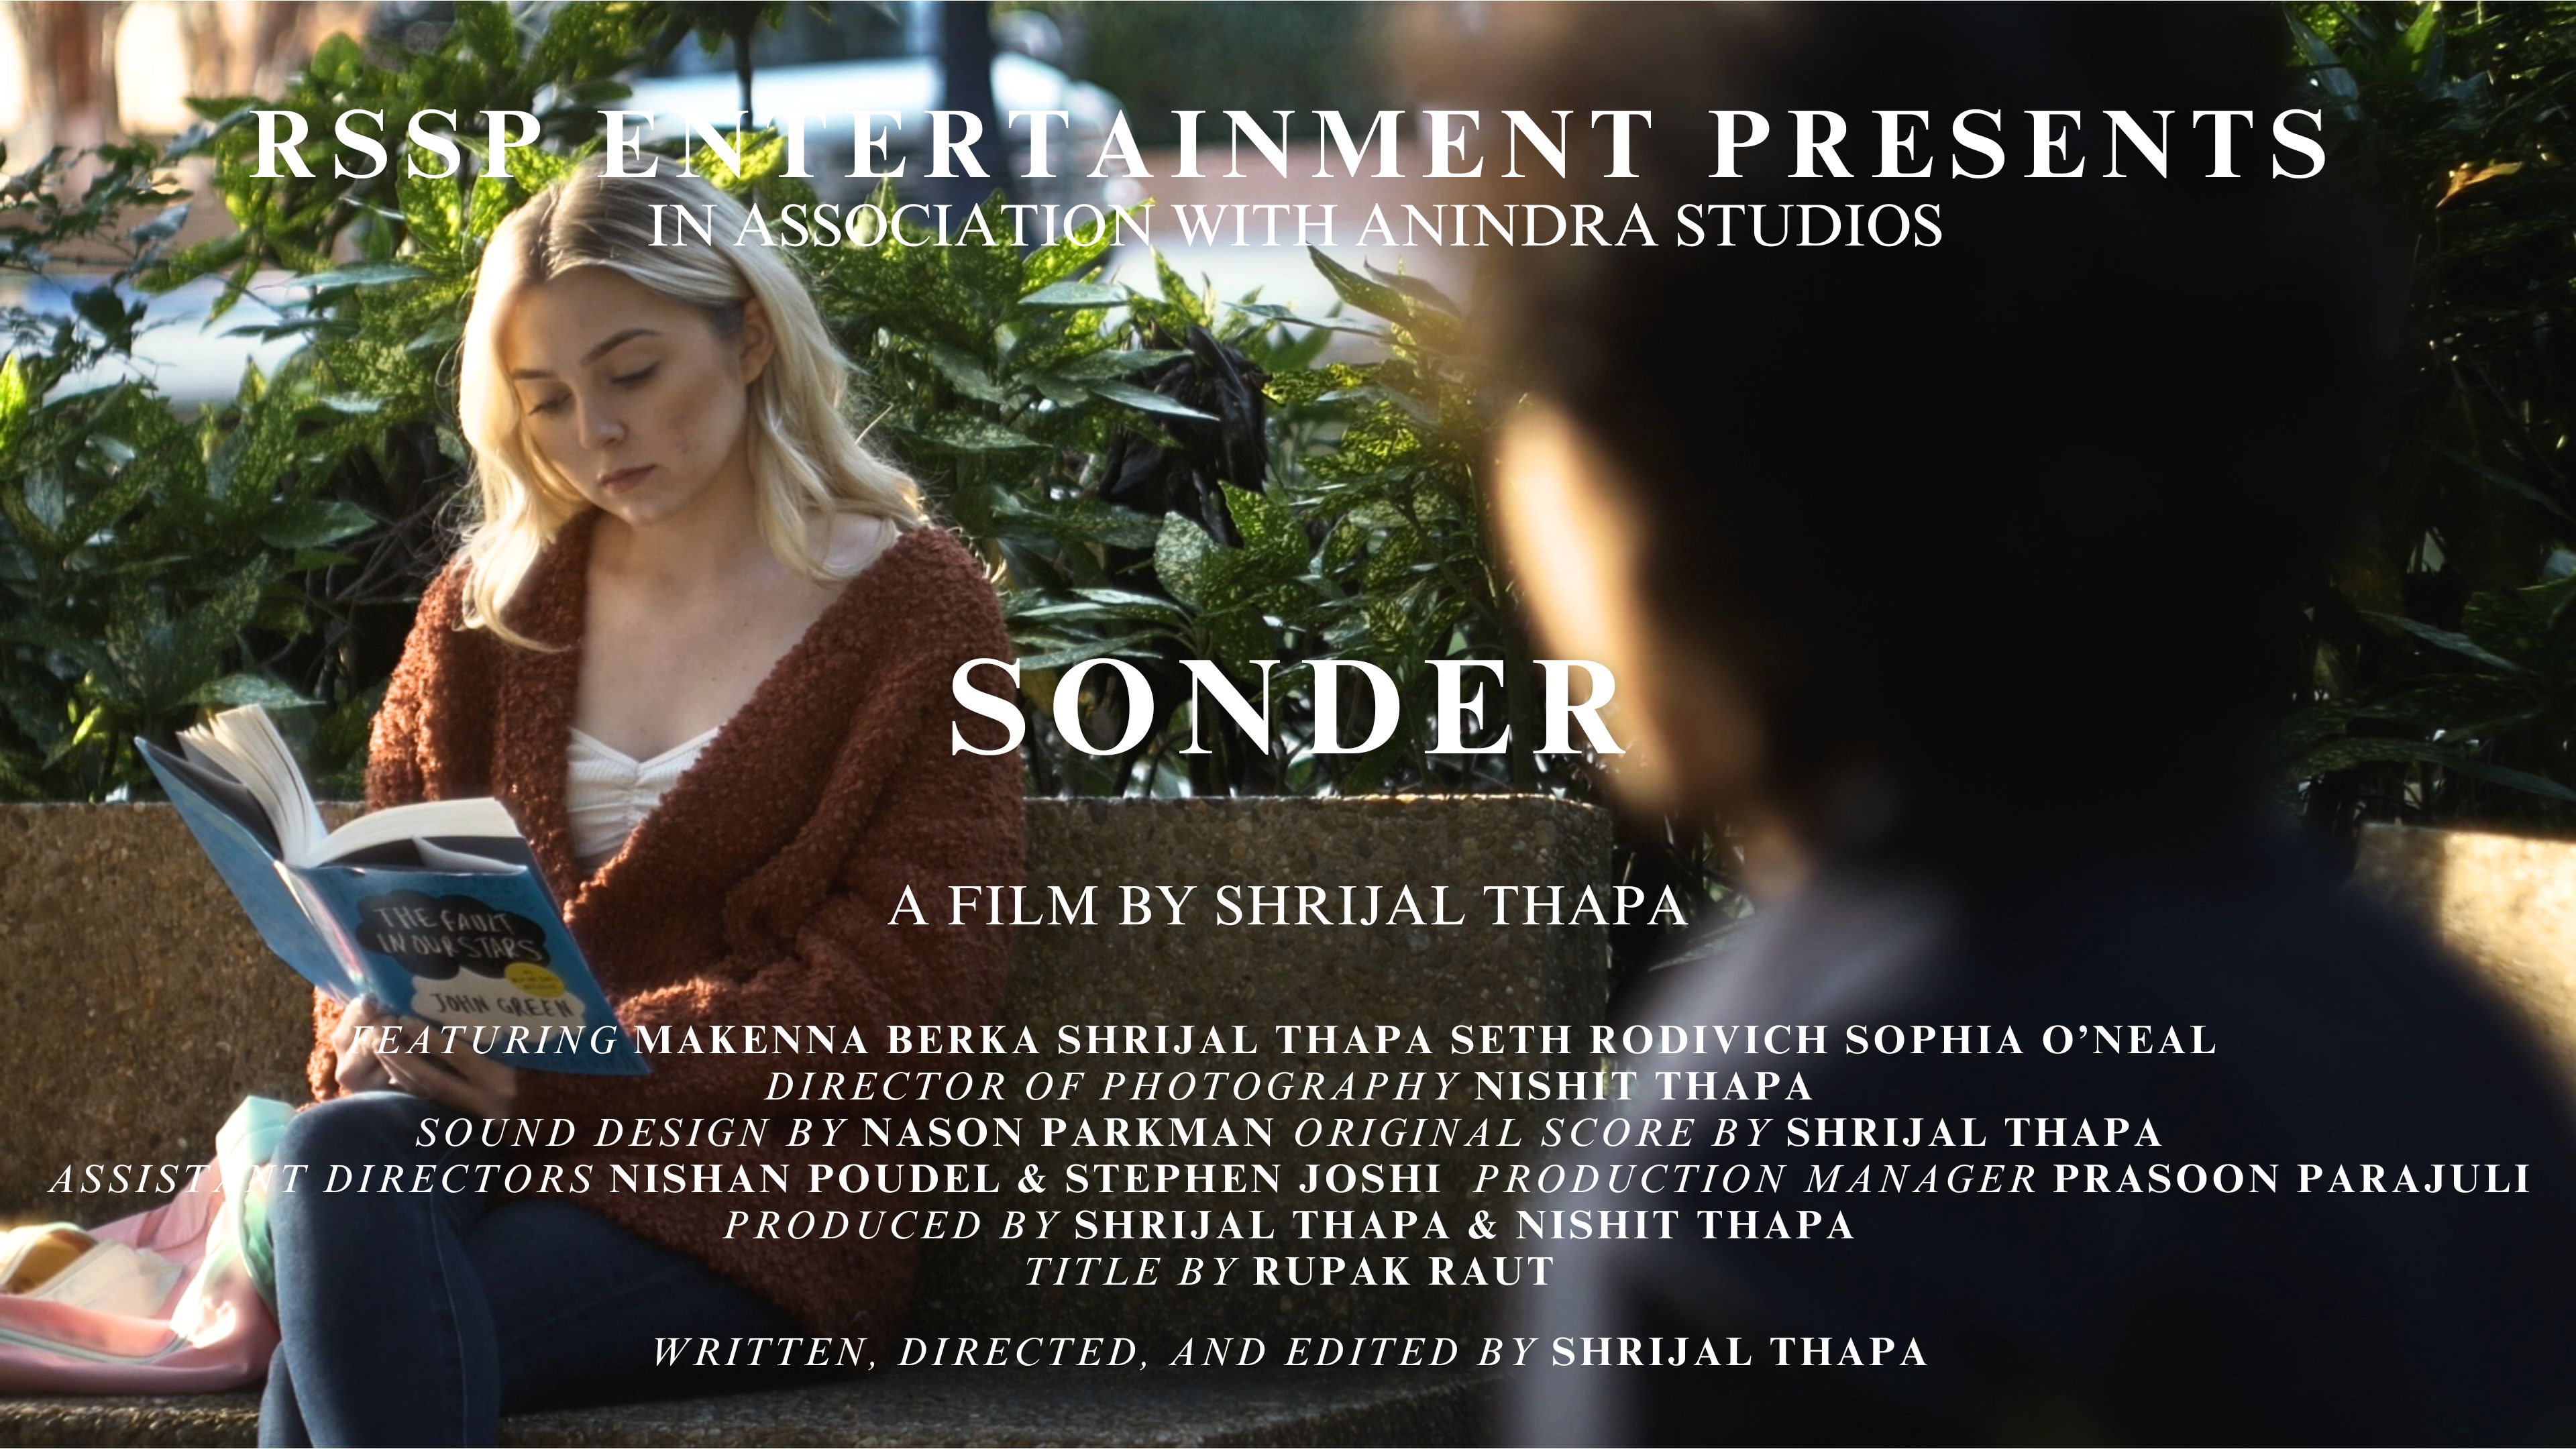 RSSP ENTERTAINMENT PRESENTS
IN ASSOCIATION WITH ANINDRA STUDIOS
SONDER
A FILM BY SHRIJAL THAPA
THE FAULT
IN OUR STARS
JOHN GREEN
FEATURING MAKENNA BERKA SHRIJAL THAPA SETH RODIVICH SOPHIA O’NEAL
DIRECTOR OF PHOTOGRAPHY NISHIT THAPA
SOUND DESIGN BY NASON PARKMAN ORIGINAL SCORE BY SHRIJAL THAPA
ASSISTANT DIRECTORS NISHAN POUDEL & STEPHEN JOSHI PRODUCTION MANAGER PRASOON PARAJULI
PRODUCED BY SHRIJAL THAPA & NISHIT THAPA
TITLE BY RUPAK RAUT
WRITTEN, DIRECTED, AND EDITED BY SHRIJAL THAPA